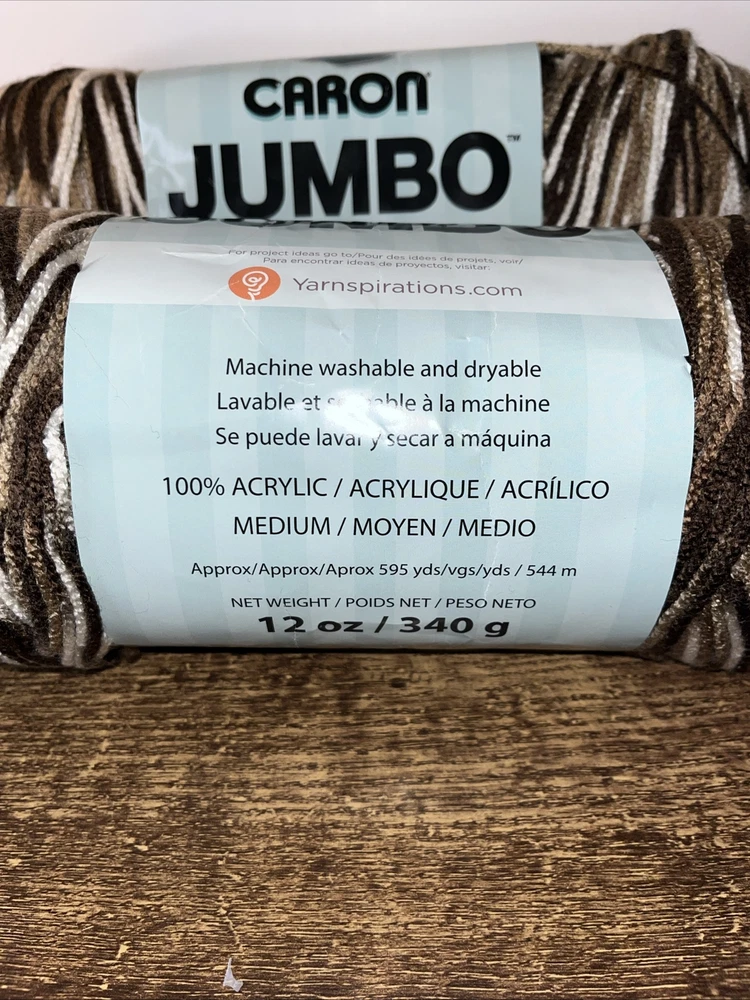 CARON
JUMBO™
For project ideas go to/Pour des idées de projets, voir/
Para encontrar ideas de proyectos, visitar:
Yarnspirations.com
Machine washable and dryable
Lavable et à la machine
Se puede lavar y secar a máquina
100% ACRYLIC / ACRYLIQUE / ACRÍLICO
MEDIUM / MOYEN / MEDIO
Approx/Approx/Aprox 595 yds/vgs/yds / 544 m
NET WEIGHT / POIDS NET / PESO NETO
12 oz / 340 g